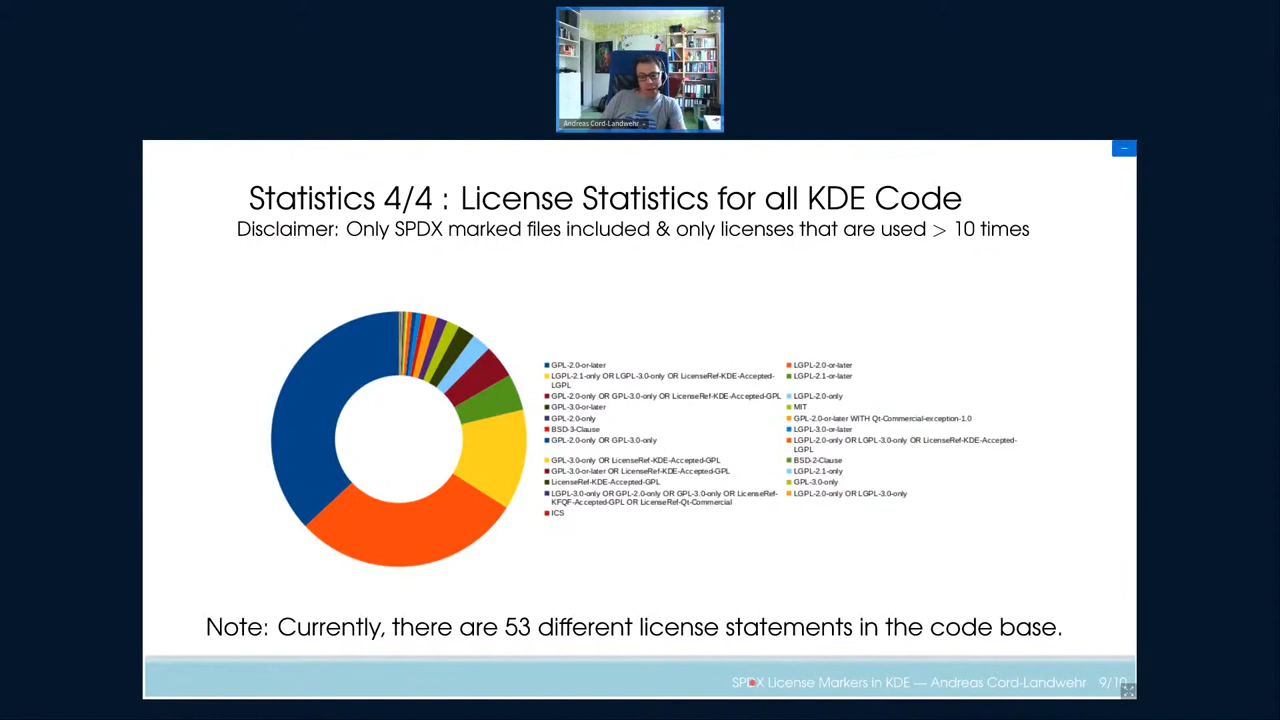 Andreas Cord-Landwehr
Statistics 4/4 : License Statistics for all KDE Code
Disclaimer: Only SPDX marked files included & only licenses that are used > 10 times
GPL-2.0-or-later
LGPL-2.0-or-later
LGPL-2.1-only OR LGPL-3.0-only OR LicenseRef-KDE-Accepted-
LGPL
LGPL-2.1-or-later
GPL-2.0-only OR GPL-3.0-only OR LicenseRef-KDE-Accepted-GPL
LGPL-2.0-only
GPL-3.0-or-later
MIT
GPL-2.0-only
GPL-2.0-or-later WITH Qt-Commercial-exception-1.0
BSD-3-Clause
LGPL-3.0-or-later
GPL-2.0-only OR GPL-3.0-only
LGPL-2.0-only OR LGPL-3.0-only OR LicenseRef-KDE-Accepted-
LGPL
GPL-3.0-only OR LicenseRef-KDE-Accepted-GPL
BSD-2-Clause
GPL-3.0-or-later OR LicenseRef-KDE-Accepted-GPL
LGPL-2.1-only
LicenseRef-KDE-Accepted-GPL
GPL-3.0-only
LGPL-3.0-only OR GPL-2.0-only OR GPL-3.0-only OR LicenseRef-
KFQF-Accepted-GPL OR LicenseRef-Qt-Commercial
LGPL-2.0-only OR LGPL-3.0-only
ICS
Note: Currently, there are 53 different license statements in the code base.
SPDX License Markers in KDE — Andreas Cord-Landwehr 9/10